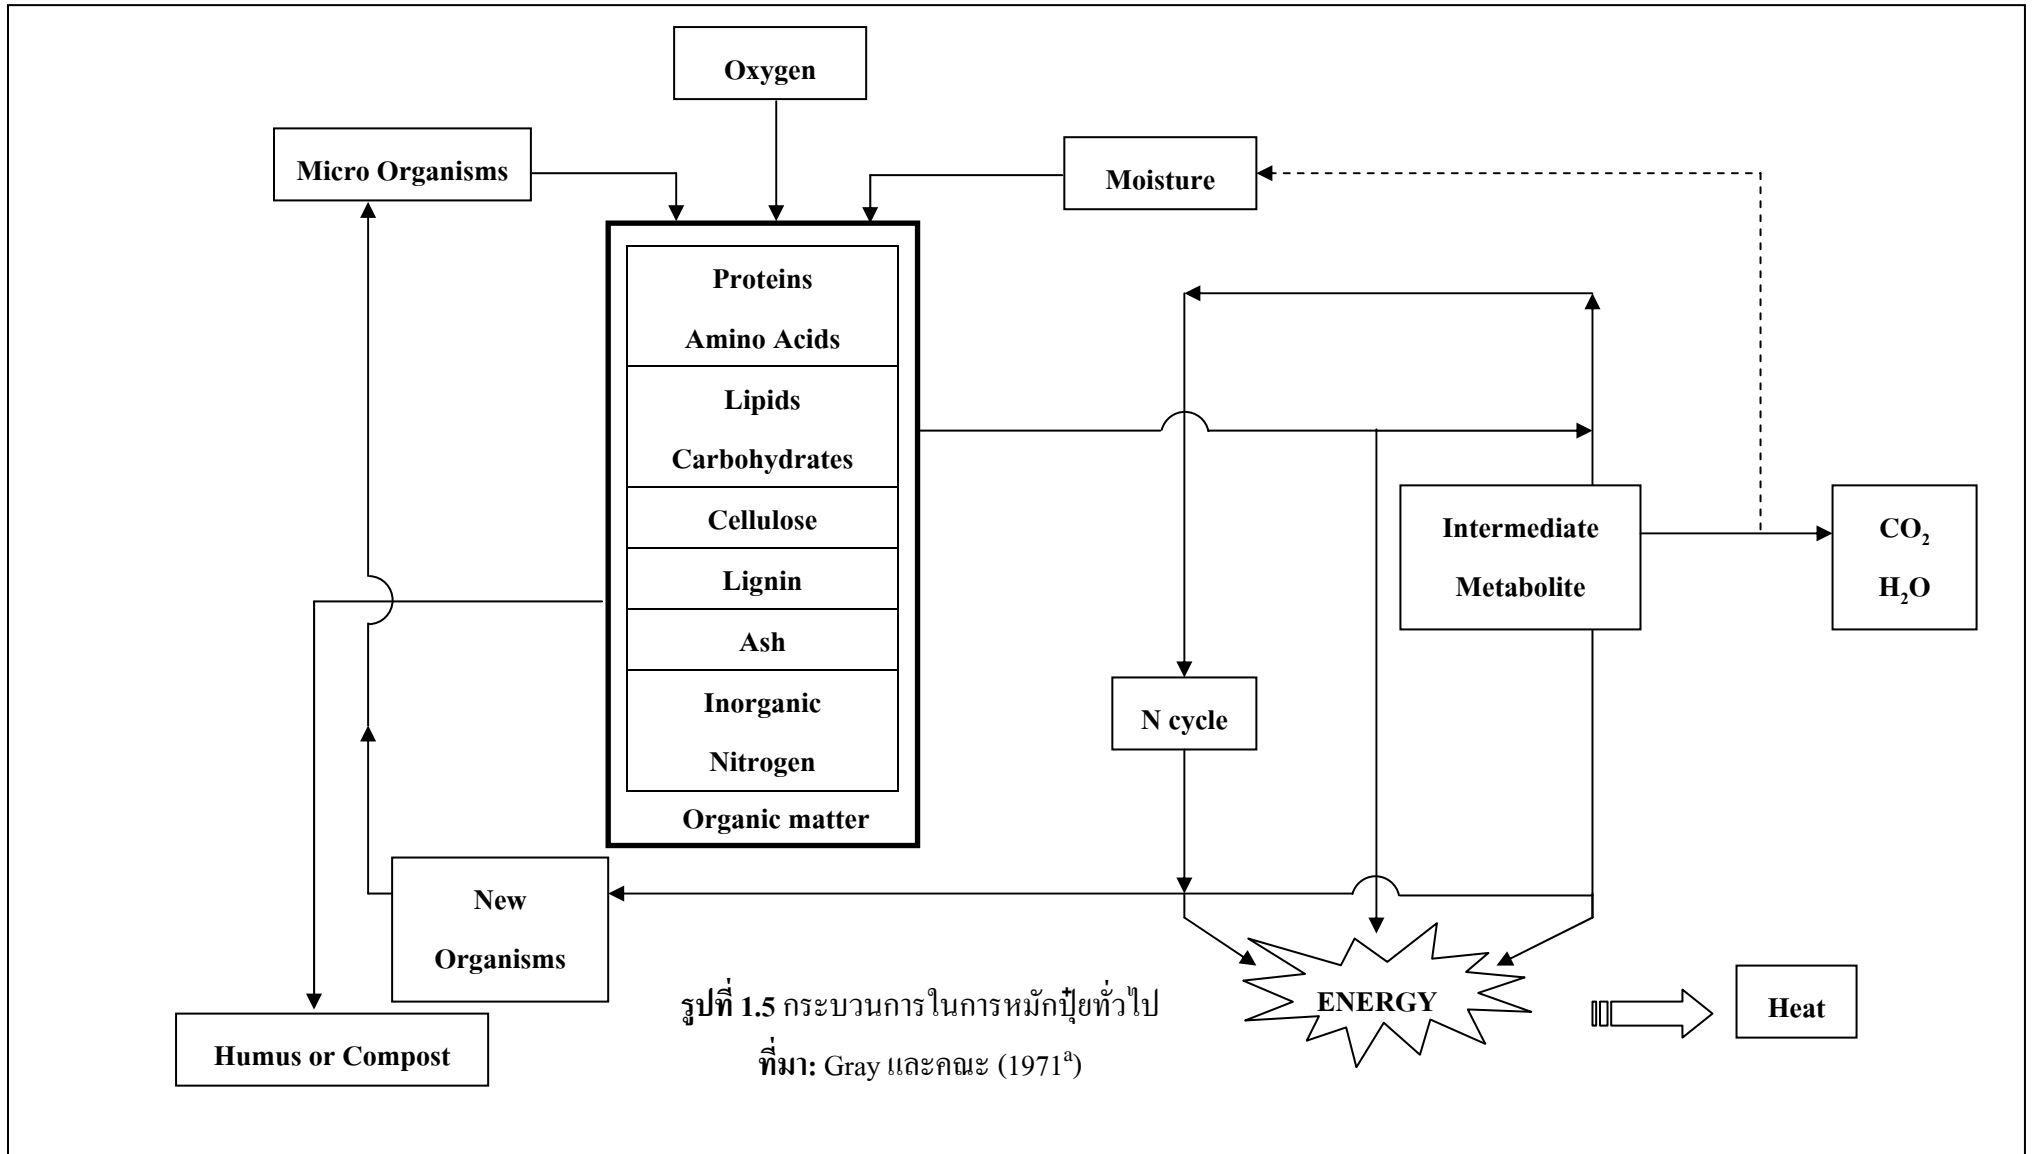 Oxygen
Micro Organisms
Moisture
Proteins
Amino Acids
Lipids
Carbohydrates
Cellulose
Lignin
Ash
Inorganic
Nitrogen
Organic matter
Intermediate
Metabolite
CO₂
H₂O
N cycle
New
Organisms
Humus or Compost
ENERGY
Heat
รูปที่ 1.5 กระบวนการในการหมักปุ๋ยทั่วไป
ที่มา: Gray และคณะ (1971ᵃ)